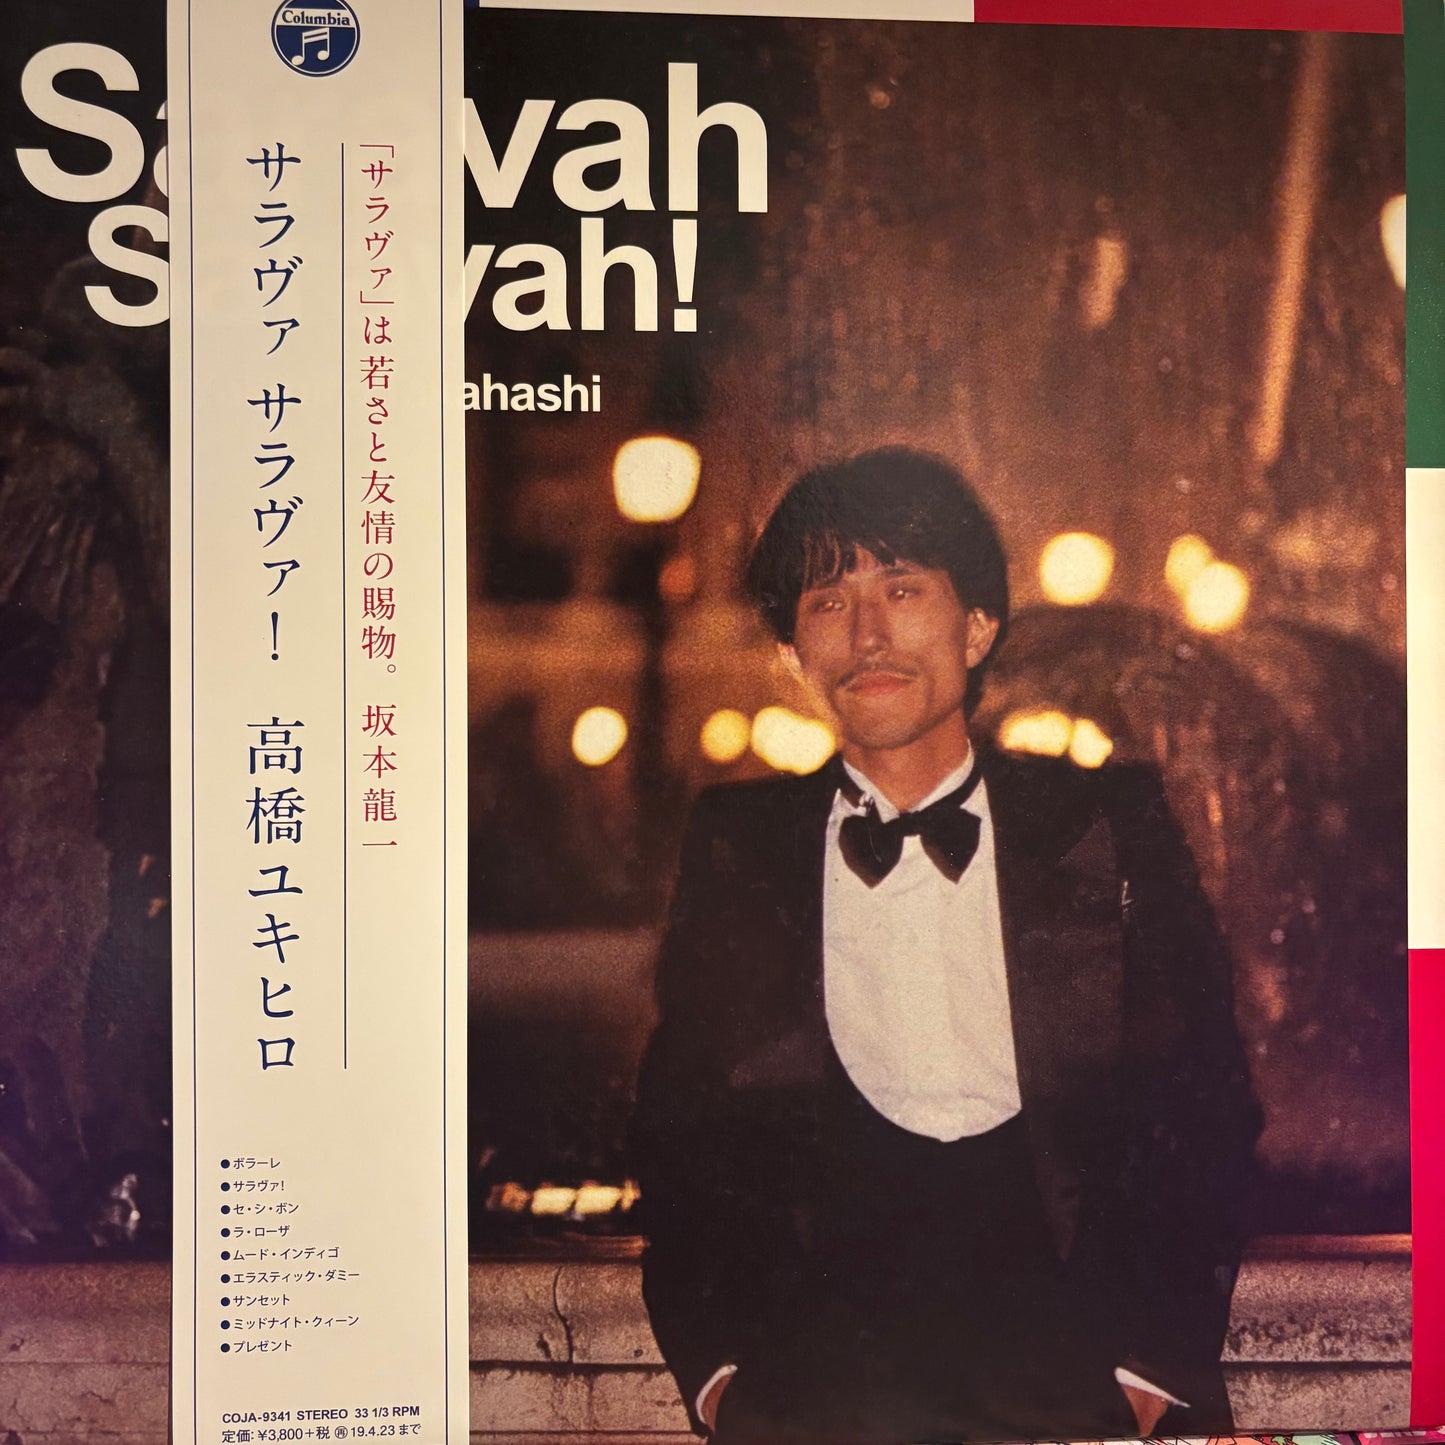 Columbia
サラヴァ サラヴァ! 高橋ユキヒロ
「サラヴァ」は若さと友情の賜物。 坂本龍一
●ボラーレ
●サラヴァ!
●セ・シ・ボン
●ラ・ローザ
●ムード・インディゴ
●エラスティック・ダミー
●サンセット
●ミッドナイト・クィーン
●プレゼント
COJA-9341 STEREO 33 1/3 RPM
定価:¥3,800+税 ㊢19.4.23まで
Sa vah
S vah!
ahashi